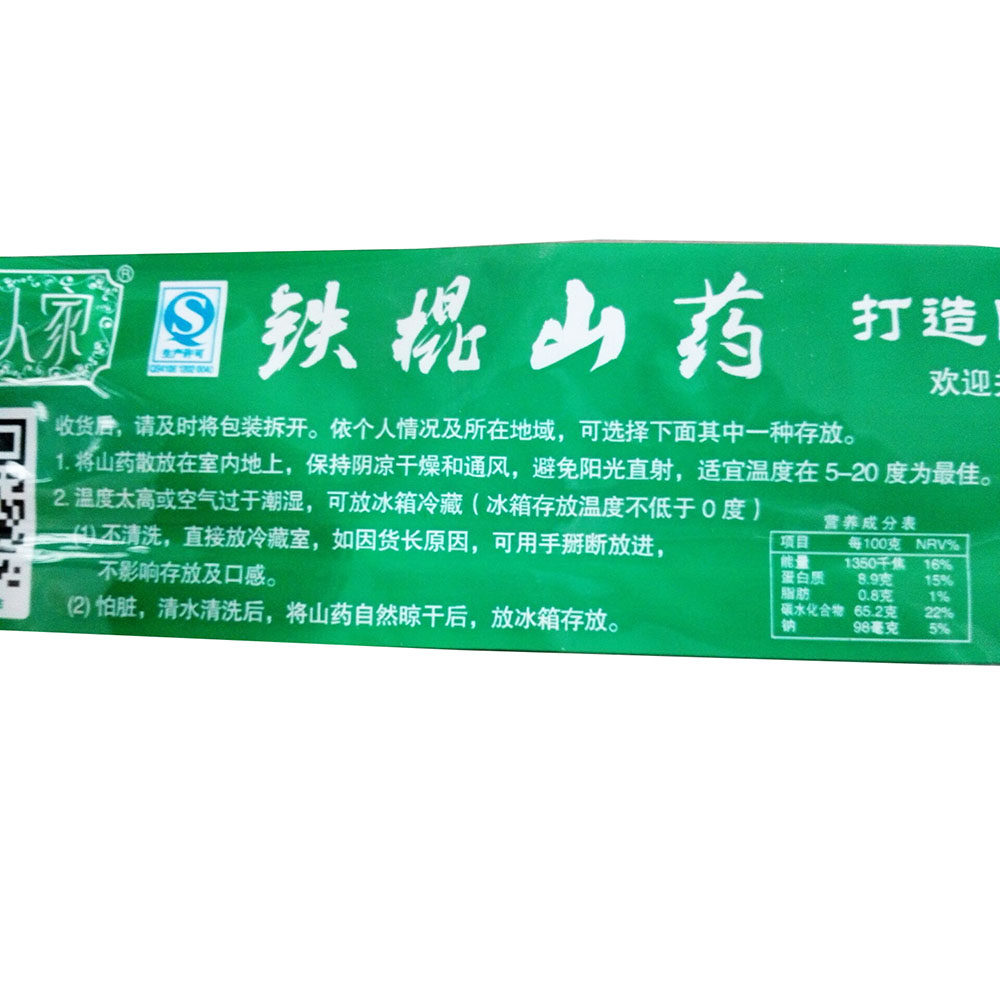 人家
®
生产许可
铁棍山药
打造
欢迎
收货后，请及时将包装拆开。依个人情况及所在地域，可选择下面其中一种存放。
1. 将山药散放在室内地上，保持阴凉干燥和通风，避免阳光直射，适宜温度在 5–20 度为最佳。
2. 温度太高或空气过于潮湿，可放冰箱冷藏（冰箱存放温度不低于 0 度）
(1) 不清洗，直接放冷藏室，如因货长原因，可用手掰断放进，
不影响存放及口感。
(2) 怕脏，清水清洗后，将山药自然晾干后，放冰箱存放。
营养成分表
项目 每100克 NRV%
能量 1350千焦 16%
蛋白质 8.9克 15%
脂肪 0.8克 1%
碳水化合物 65.2克 22%
钠 98毫克 5%